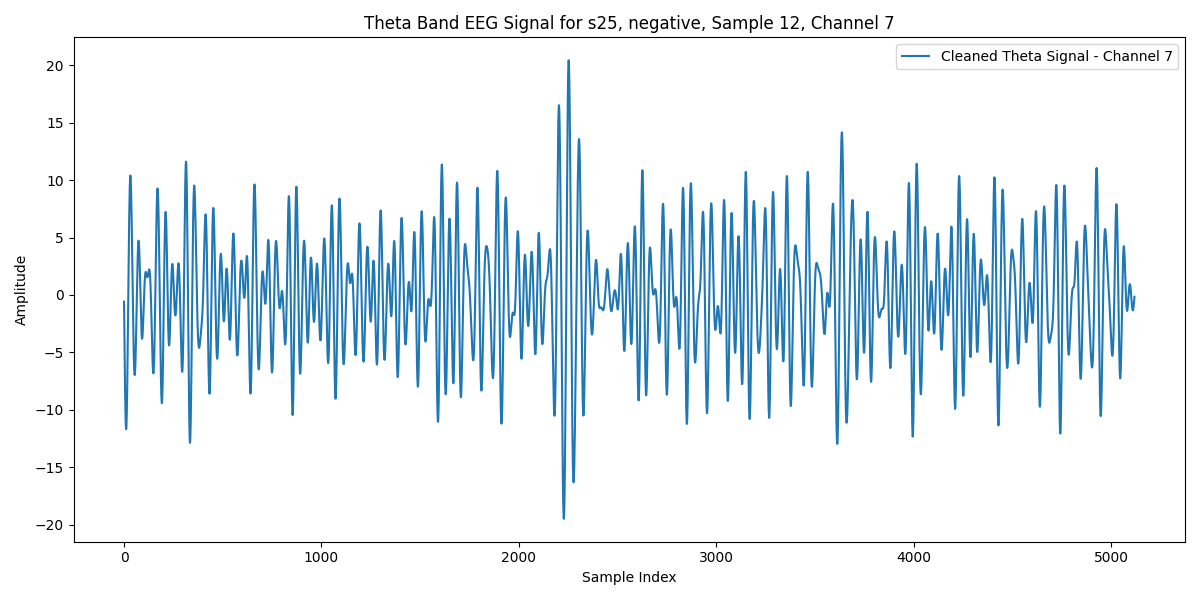 Theta Band EEG Signal for s25, negative, Sample 12, Channel 7
Cleaned Theta Signal - Channel 7
Amplitude
20
15
10
5
0
−5
−10
−15
−20
0 1000 2000 3000 4000 5000
Sample Index